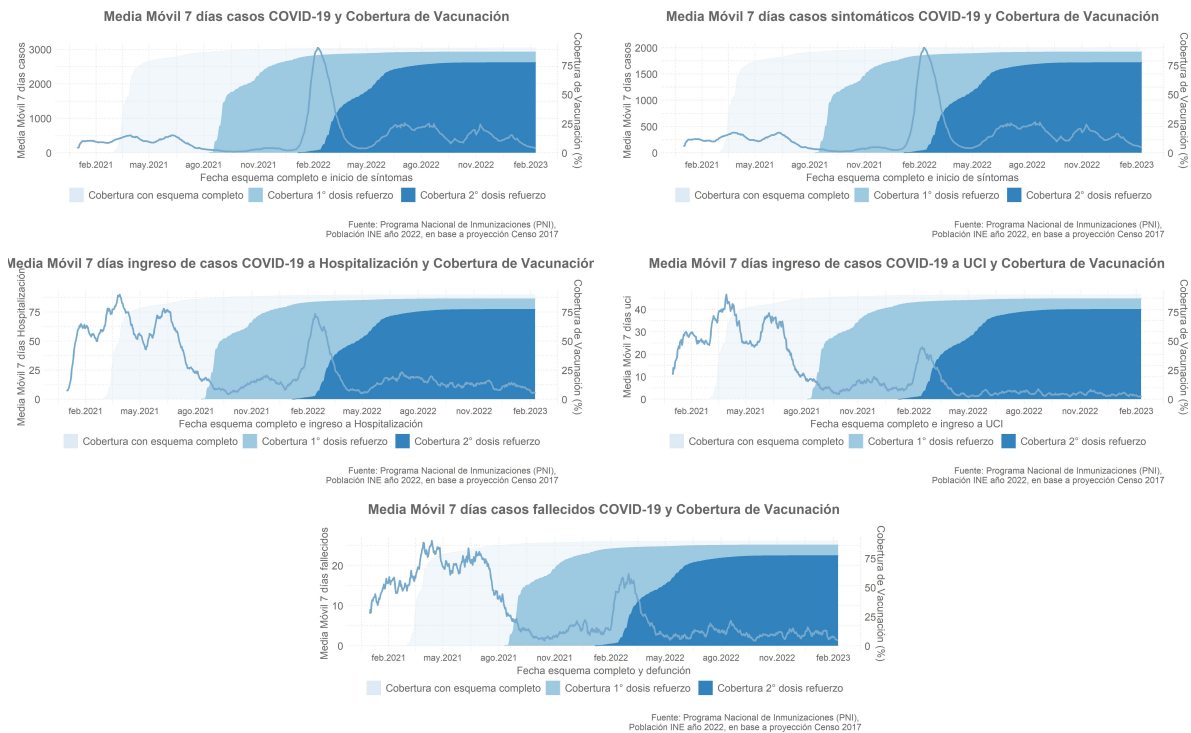 Media Móvil 7 días casos COVID-19 y Cobertura de Vacunación
Media Móvil 7 días casos
3000
2000
1000
0
75
50
25
0
Cobertura de Vacunación (%)
feb.2021 may.2021 ago.2021 nov.2021 feb.2022 may.2022 ago.2022 nov.2022 feb.2023
Fecha esquema completo e inicio de síntomas
Cobertura con esquema completo Cobertura 1° dosis refuerzo Cobertura 2° dosis refuerzo
Fuente: Programa Nacional de Inmunizaciones (PNI),
Población INE año 2022, en base a proyección Censo 2017
Media Móvil 7 días casos sintomáticos COVID-19 y Cobertura de Vacunación
Media Móvil 7 días casos
2000
1500
1000
500
0
75
50
25
0
Cobertura de Vacunación (%)
feb.2021 may.2021 ago.2021 nov.2021 feb.2022 may.2022 ago.2022 nov.2022 feb.2023
Fecha esquema completo e inicio de síntomas
Cobertura con esquema completo Cobertura 1° dosis refuerzo Cobertura 2° dosis refuerzo
Fuente: Programa Nacional de Inmunizaciones (PNI),
Población INE año 2022, en base a proyección Censo 2017
Media Móvil 7 días ingreso de casos COVID-19 a Hospitalización y Cobertura de Vacunación
Media Móvil 7 días Hospitalización
75
50
25
0
75
50
25
0
Cobertura de Vacunación (%)
feb.2021 may.2021 ago.2021 nov.2021 feb.2022 may.2022 ago.2022 nov.2022 feb.2023
Fecha esquema completo e ingreso a Hospitalización
Cobertura con esquema completo Cobertura 1° dosis refuerzo Cobertura 2° dosis refuerzo
Fuente: Programa Nacional de Inmunizaciones (PNI),
Población INE año 2022, en base a proyección Censo 2017
Media Móvil 7 días ingreso de casos COVID-19 a UCI y Cobertura de Vacunación
Media Móvil 7 días uci
40
30
20
10
0
75
50
25
0
Cobertura de Vacunación (%)
feb.2021 may.2021 ago.2021 nov.2021 feb.2022 may.2022 ago.2022 nov.2022 feb.2023
Fecha esquema completo e ingreso a UCI
Cobertura con esquema completo Cobertura 1° dosis refuerzo Cobertura 2° dosis refuerzo
Fuente: Programa Nacional de Inmunizaciones (PNI),
Población INE año 2022, en base a proyección Censo 2017
Media Móvil 7 días casos fallecidos COVID-19 y Cobertura de Vacunación
Media Móvil 7 días fallecidos
20
10
0
75
50
25
0
Cobertura de Vacunación (%)
feb.2021 may.2021 ago.2021 nov.2021 feb.2022 may.2022 ago.2022 nov.2022 feb.2023
Fecha esquema completo y defunción
Cobertura con esquema completo Cobertura 1° dosis refuerzo Cobertura 2° dosis refuerzo
Fuente: Programa Nacional de Inmunizaciones (PNI),
Población INE año 2022, en base a proyección Censo 2017